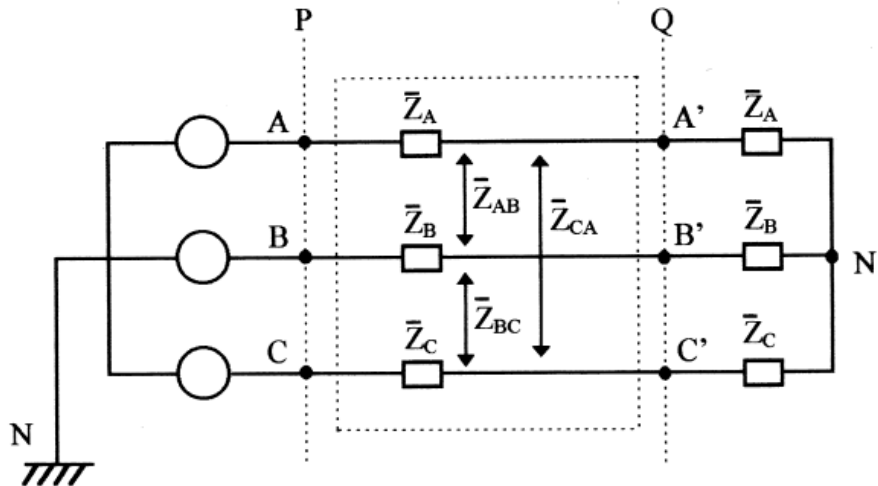 P Q
Z̄A A' Z̄A
A
Z̄AB
Z̄B Z̄CA Z̄B
B B' N
Z̄BC
Z̄C C' Z̄C
C
N